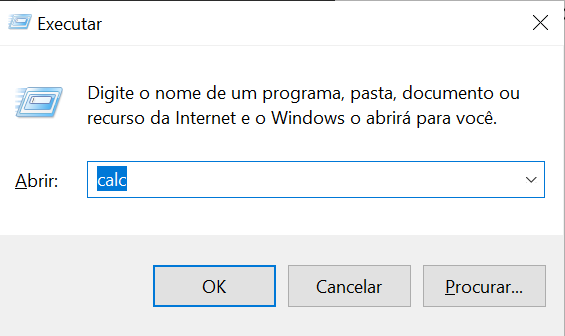 Executar
Digite o nome de um programa, pasta, documento ou
recurso da Internet e o Windows o abrirá para você.
Abrir: calc
OK Cancelar Procurar...